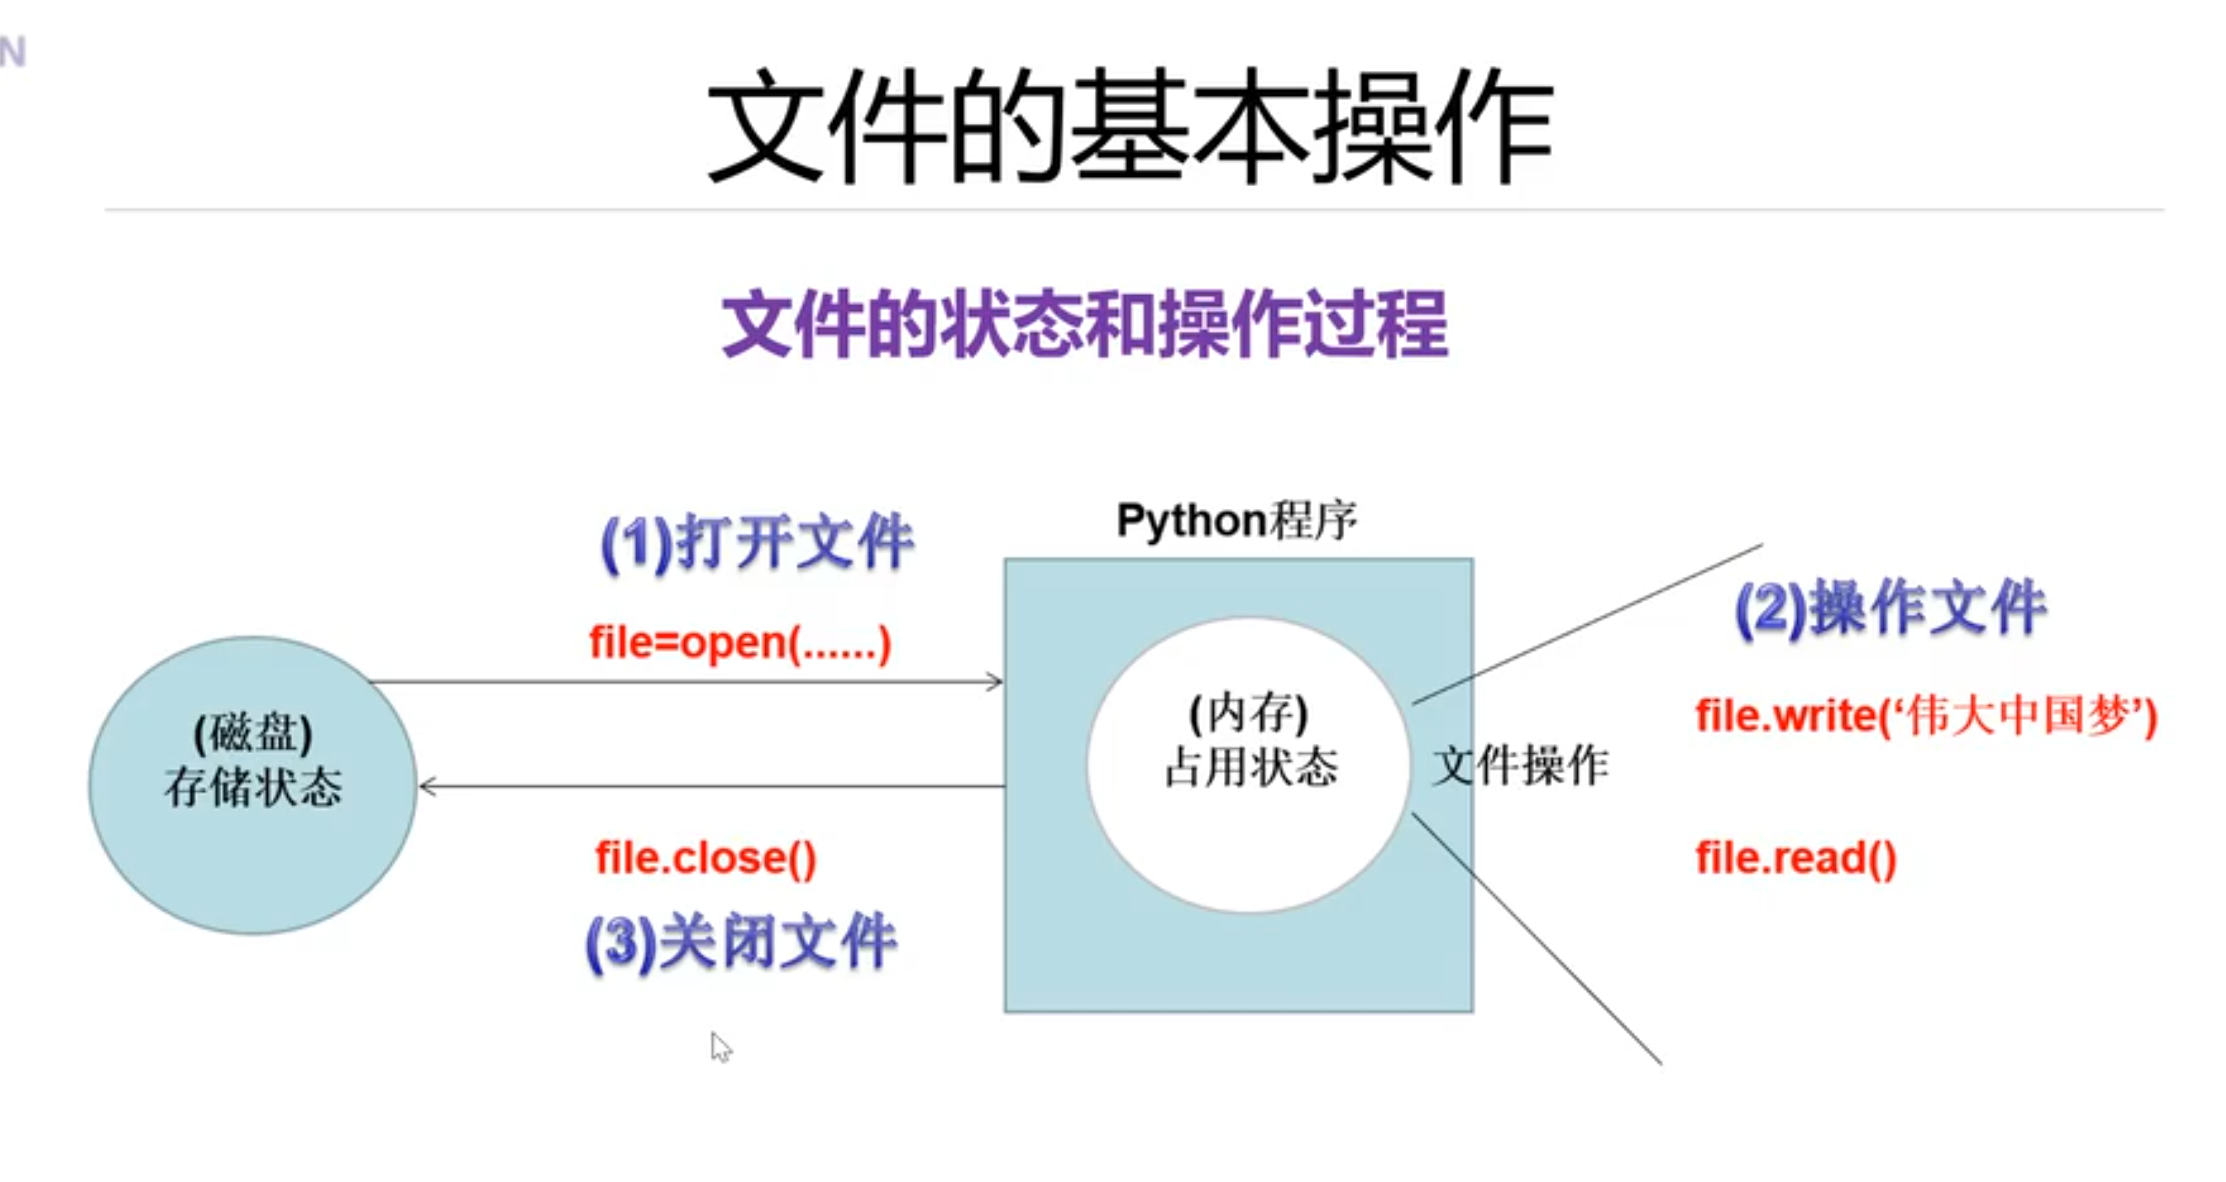 N
文件的基本操作
文件的状态和操作过程
(1)打开文件
file=open(......)
(磁盘)
存储状态
file.close()
(3)关闭文件
Python程序
(内存)
占用状态
文件操作
(2)操作文件
file.write(‘伟大中国梦’)
file.read()